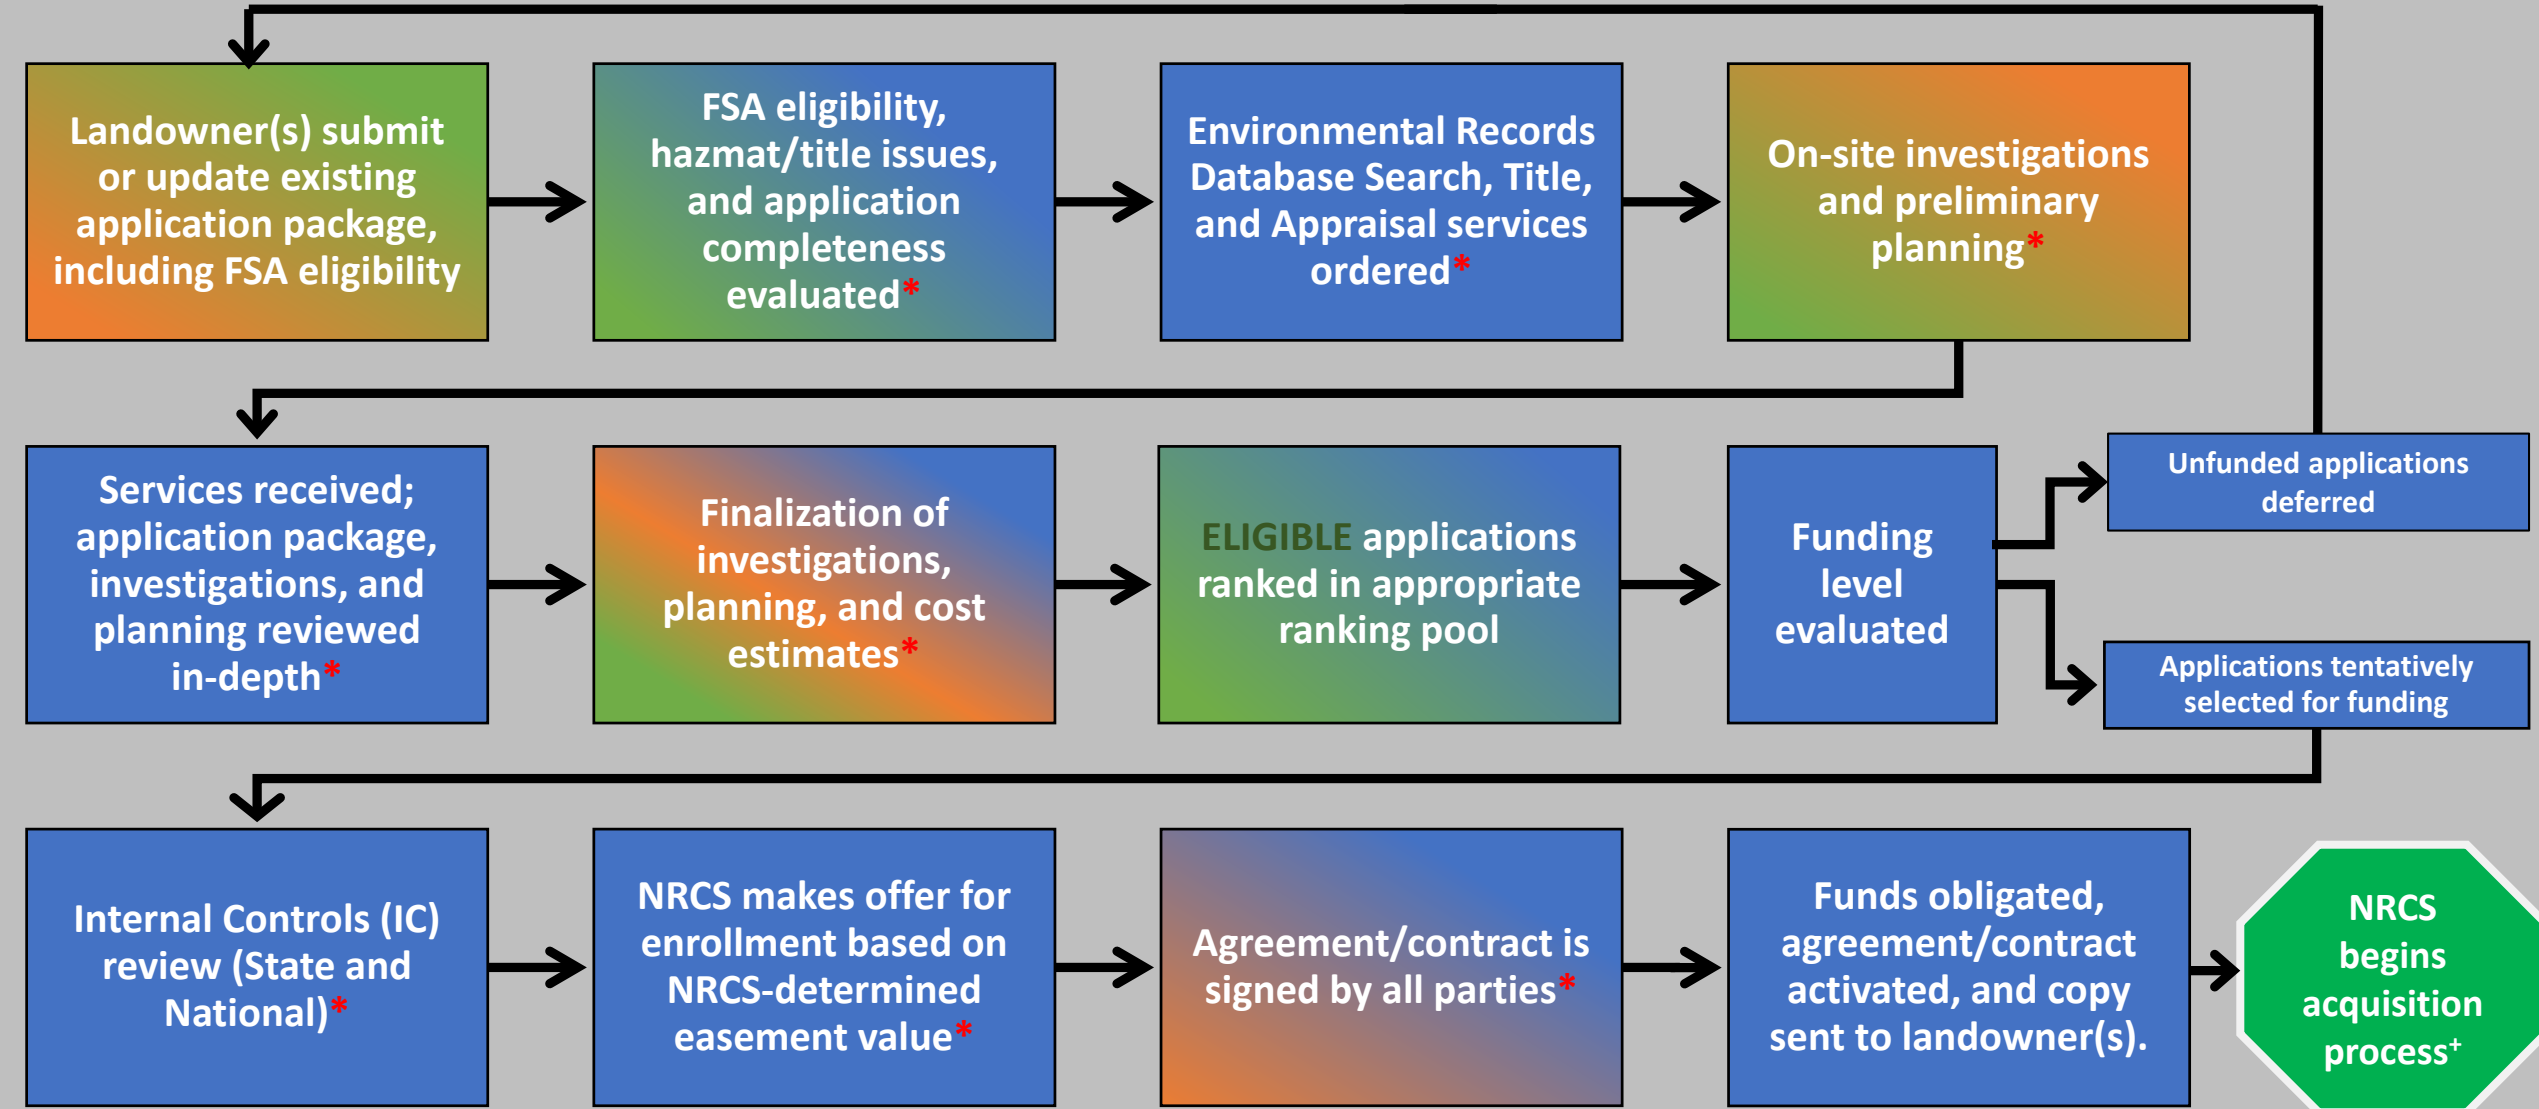 Landowner(s) submit
or update existing
application package,
including FSA eligibility
FSA eligibility,
hazmat/title issues,
and application
completeness
evaluated*
Environmental Records
Database Search, Title,
and Appraisal services
ordered*
On-site investigations
and preliminary
planning*
Services received;
application package,
investigations, and
planning reviewed
in-depth*
Finalization of
investigations,
planning, and cost
estimates*
ELIGIBLE applications
ranked in appropriate
ranking pool
Funding
level
evaluated
Unfunded applications
deferred
Applications tentatively
selected for funding
Internal Controls (IC)
review (State and
National)*
NRCS makes offer for
enrollment based on
NRCS-determined
easement value*
Agreement/contract is
signed by all parties*
Funds obligated,
agreement/contract
activated, and copy
sent to landowner(s).
NRCS
begins
acquisition
process+